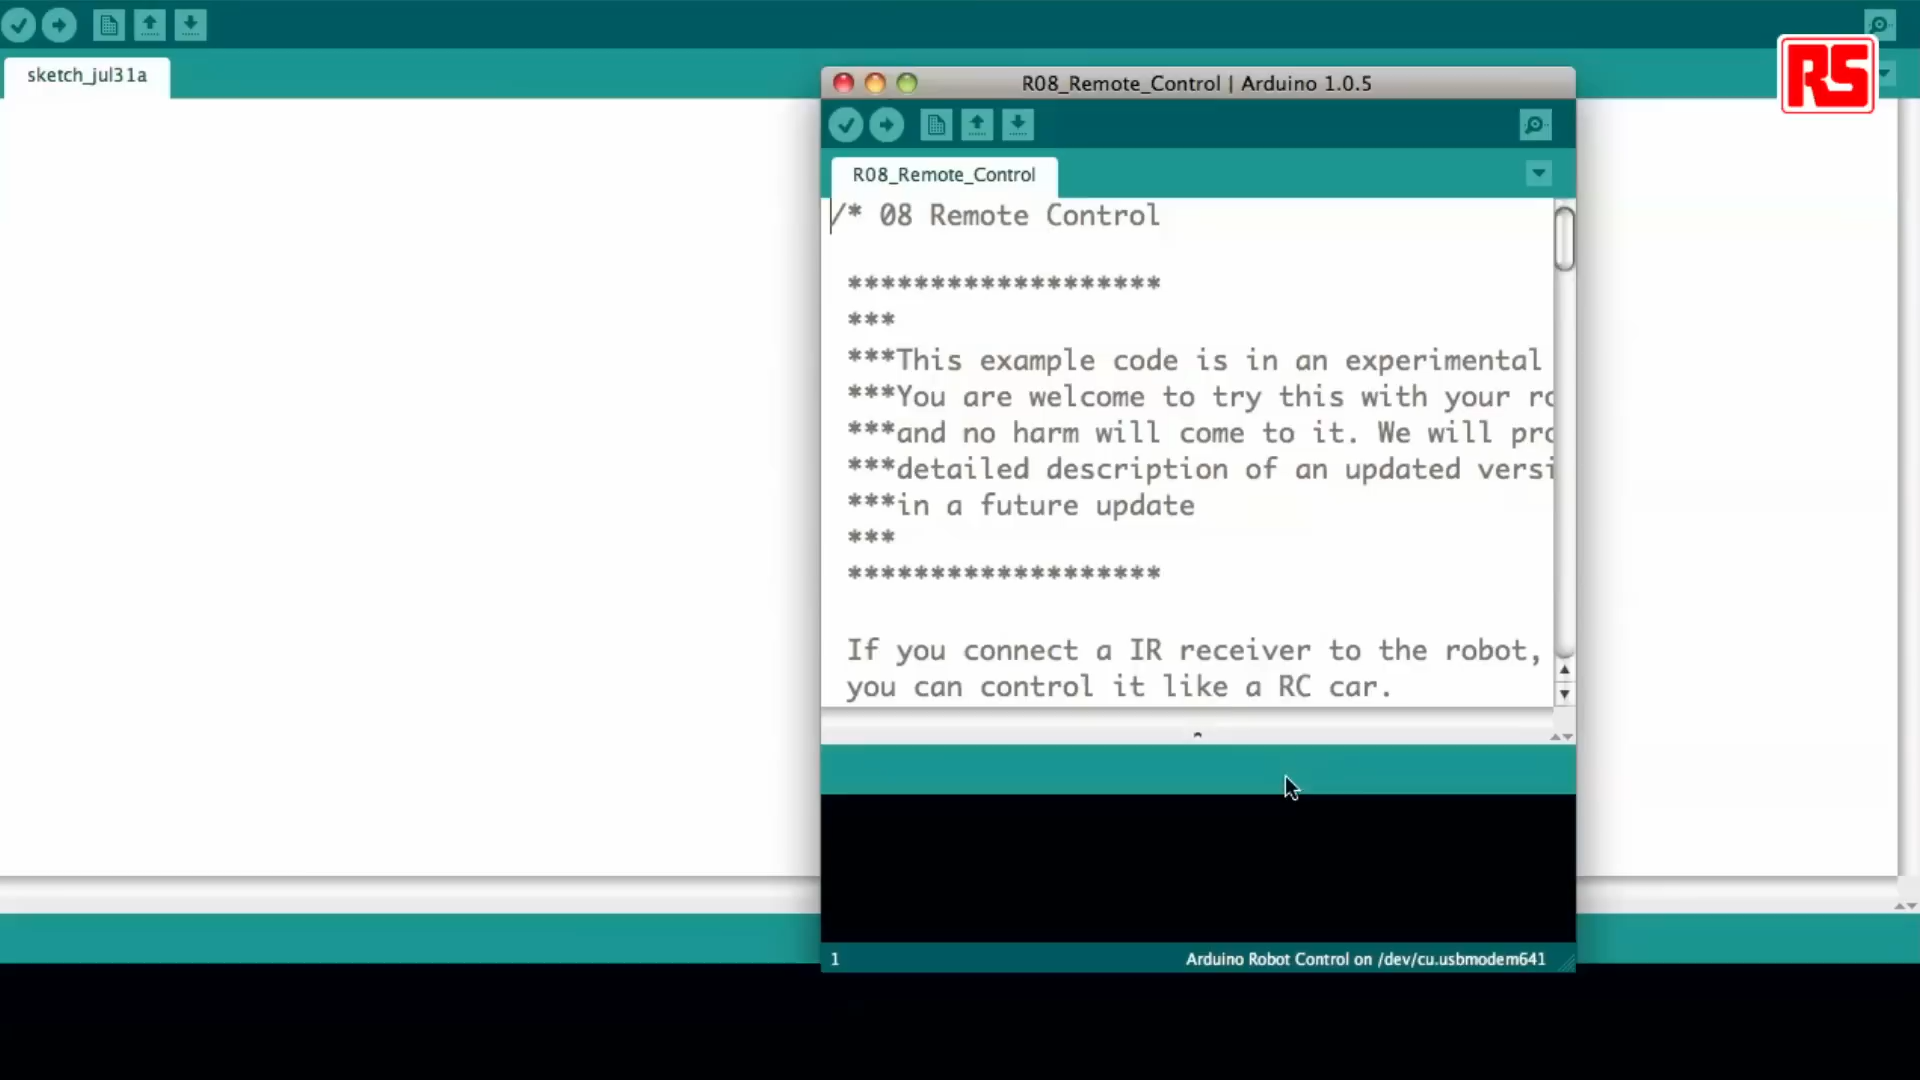 sketch_jul31a
RS
R08_Remote_Control | Arduino 1.0.5
R08_Remote_Control
/* 08 Remote Control
*******************
***
***This example code is in an experimental
***You are welcome to try this with your ro
***and no harm will come to it. We will pro
***detailed description of an updated versi
***in a future update
***
*******************
If you connect a IR receiver to the robot,
you can control it like a RC car.
1
Arduino Robot Control on /dev/cu.usbmodem641